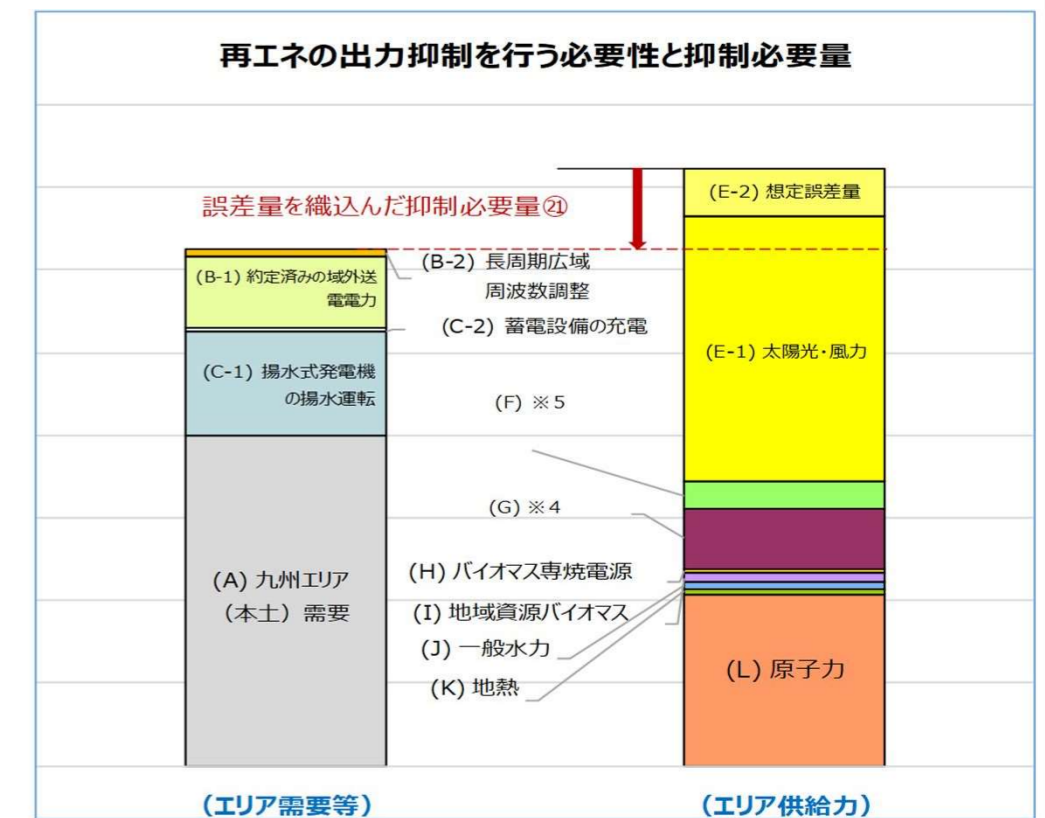 再エネの出力抑制を行う必要性と抑制必要量
(E-2) 想定誤差量
誤差量を織込んだ抑制必要量㉑
(B-2) 長周期広域
周波数調整
(B-1) 約定済みの域外送
電電力
(C-2) 蓄電設備の充電
(E-1) 太陽光・風力
(C-1) 揚水式発電機
の揚水運転
(F) ※5
(G) ※4
(H) バイオマス専焼電源
(A) 九州エリア
（本土）需要
(I) 地域資源バイオマス
(J) 一般水力
(K) 地熱
(L) 原子力
（エリア需要等）
（エリア供給力）